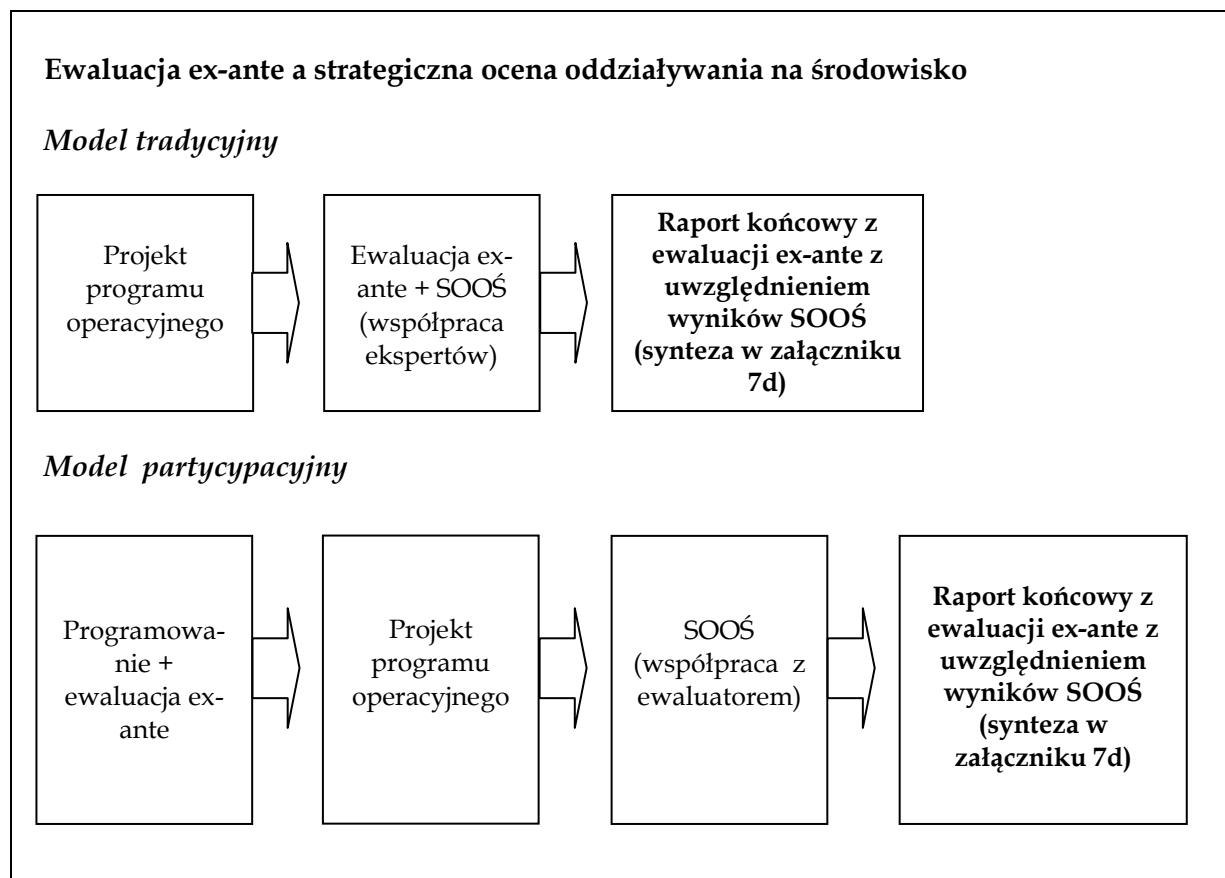 Ewaluacja ex-ante a strategiczna ocena oddziaływania na środowisko
Model tradycyjny
Projekt
programu
operacyjnego
Ewaluacja ex-
ante + SOOŚ
(współpraca
ekspertów)
Raport końcowy z
ewaluacji ex-ante z
uwzględnieniem
wyników SOOŚ
(synteza w załączniku
7d)
Model partycypacyjny
Programowa-
nie +
ewaluacja ex-
ante
Projekt
programu
operacyjnego
SOOŚ
(współpraca z
ewaluatorem)
Raport końcowy z
ewaluacji ex-ante z
uwzględnieniem
wyników SOOŚ
(synteza w
załączniku 7d)